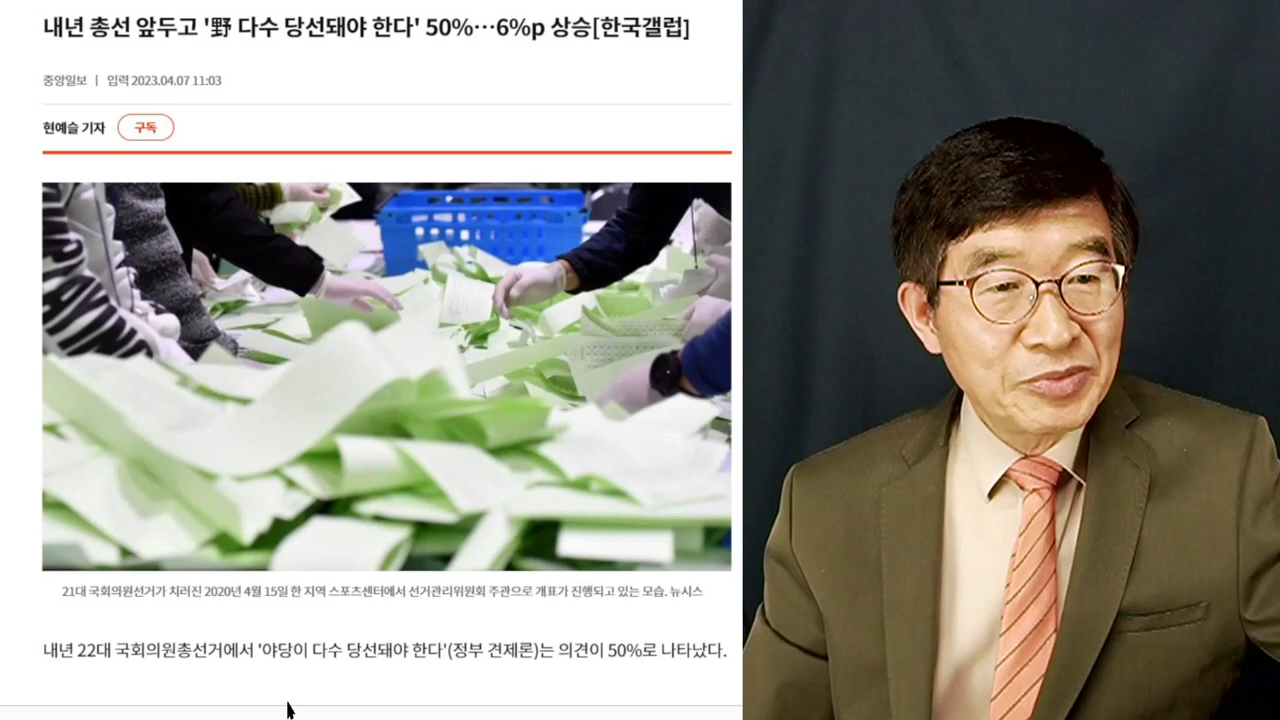 내년 총선 앞두고 '野 다수 당선돼야 한다' 50%…6%p 상승[한국갤럽]
중앙일보 | 입력 2023.04.07 11:03
현예슬 기자 구독
21대 국회의원선거가 치러진 2020년 4월 15일 한 지역 스포츠센터에서 선거관리위원회 주관으로 개표가 진행되고 있는 모습. 뉴시스
내년 22대 국회의원총선거에서 '야당이 다수 당선돼야 한다'(정부 견제론)는 의견이 50%로 나타났다.